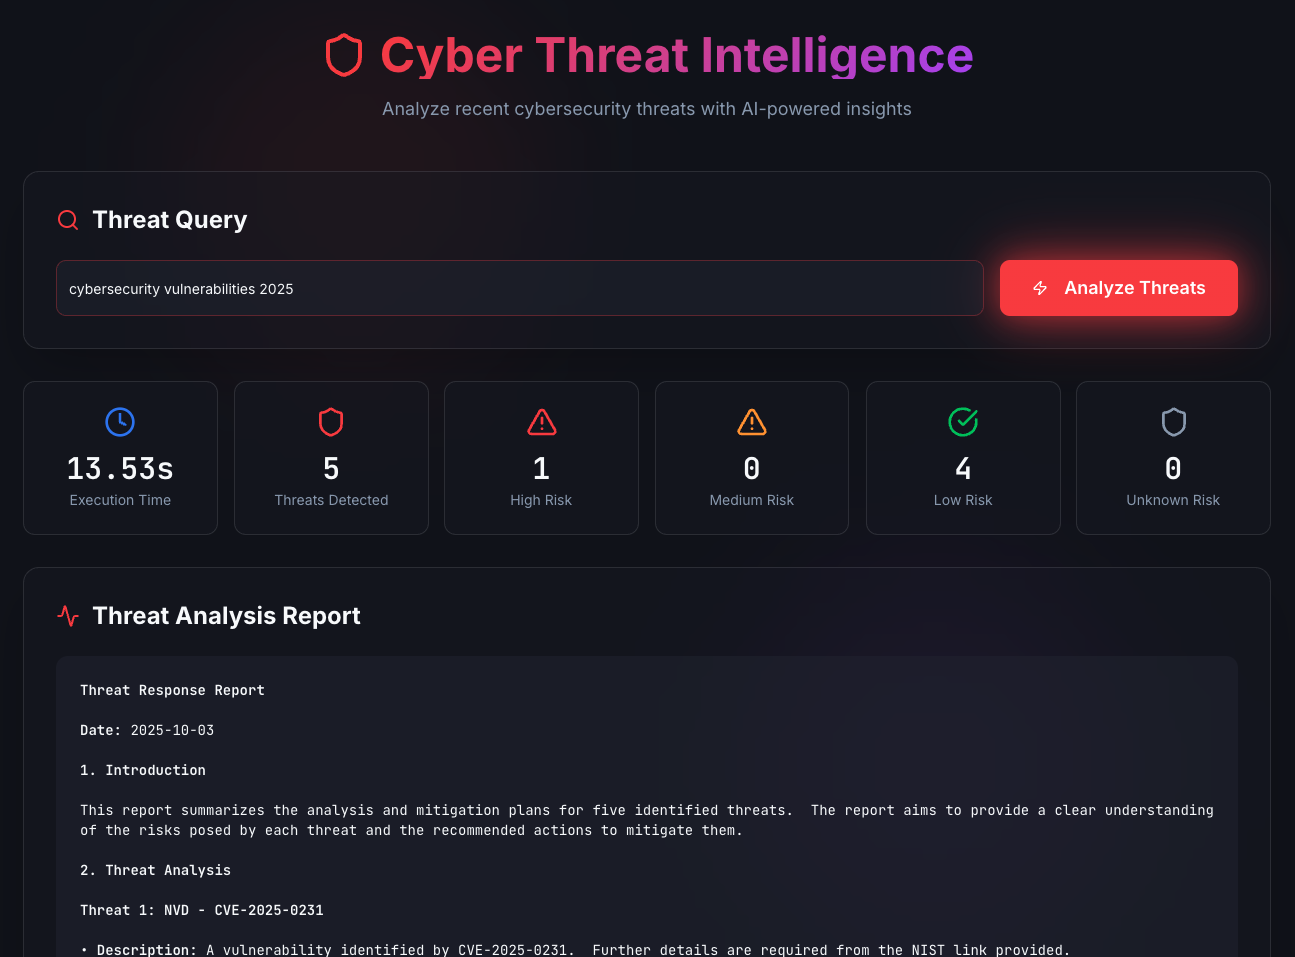 Cyber Threat Intelligence
Analyze recent cybersecurity threats with AI-powered insights
Threat Query
cybersecurity vulnerabilities 2025
Analyze Threats
13.53s
Execution Time
5
Threats Detected
1
High Risk
0
Medium Risk
4
Low Risk
0
Unknown Risk
Threat Analysis Report
Threat Response Report
Date: 2025-10-03
1. Introduction
This report summarizes the analysis and mitigation plans for five identified threats.  The report aims to provide a clear understanding
of the risks posed by each threat and the recommended actions to mitigate them.
2. Threat Analysis
Threat 1: NVD - CVE-2025-0231
• Description: A vulnerability identified by CVE-2025-0231.  Further details are required from the NIST link provided.